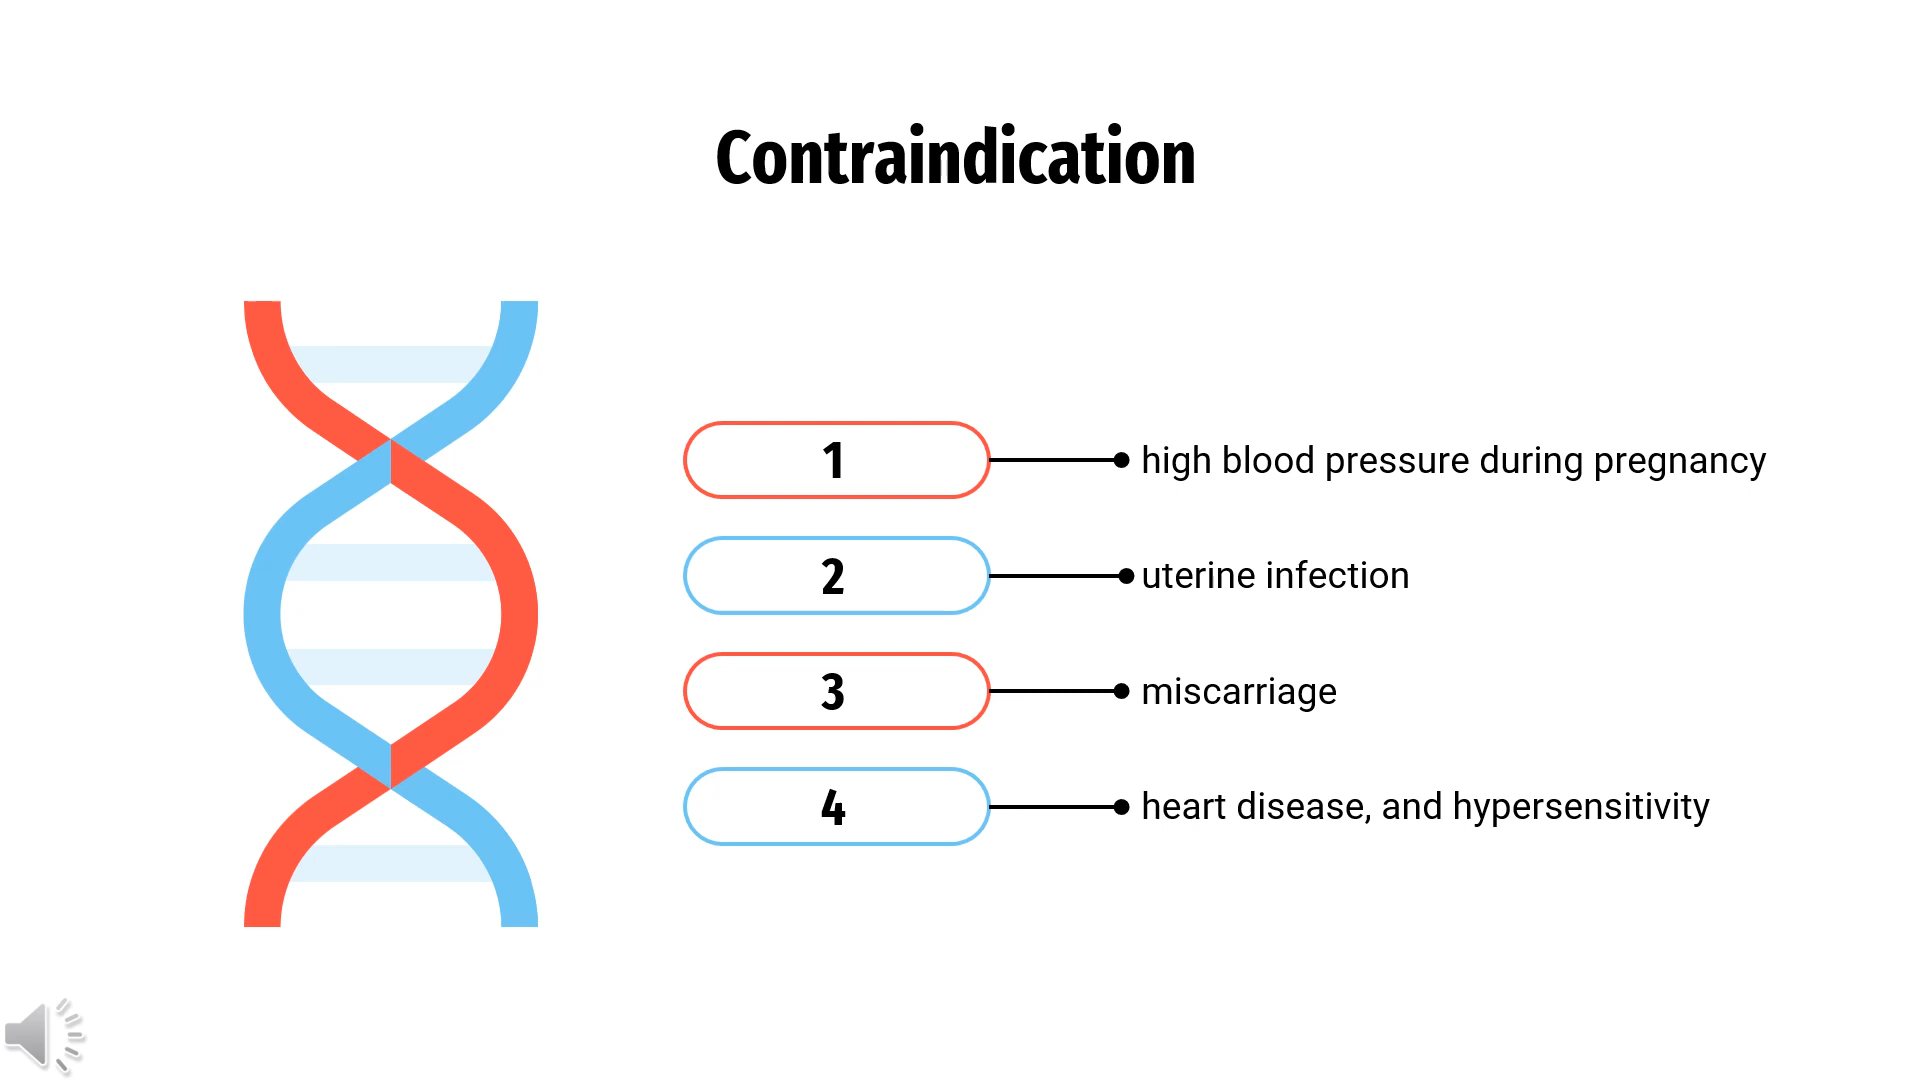 Contraindication
1 high blood pressure during pregnancy
2 uterine infection
3 miscarriage
4 heart disease, and hypersensitivity